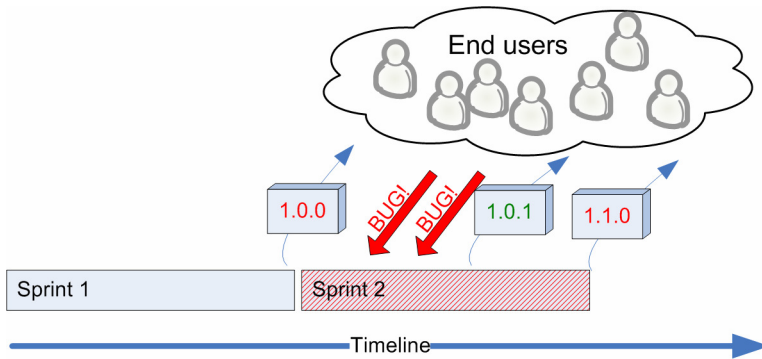 End users
1.0.0
BUG!
BUG!
1.0.1
1.1.0
Sprint 1
Sprint 2
Timeline